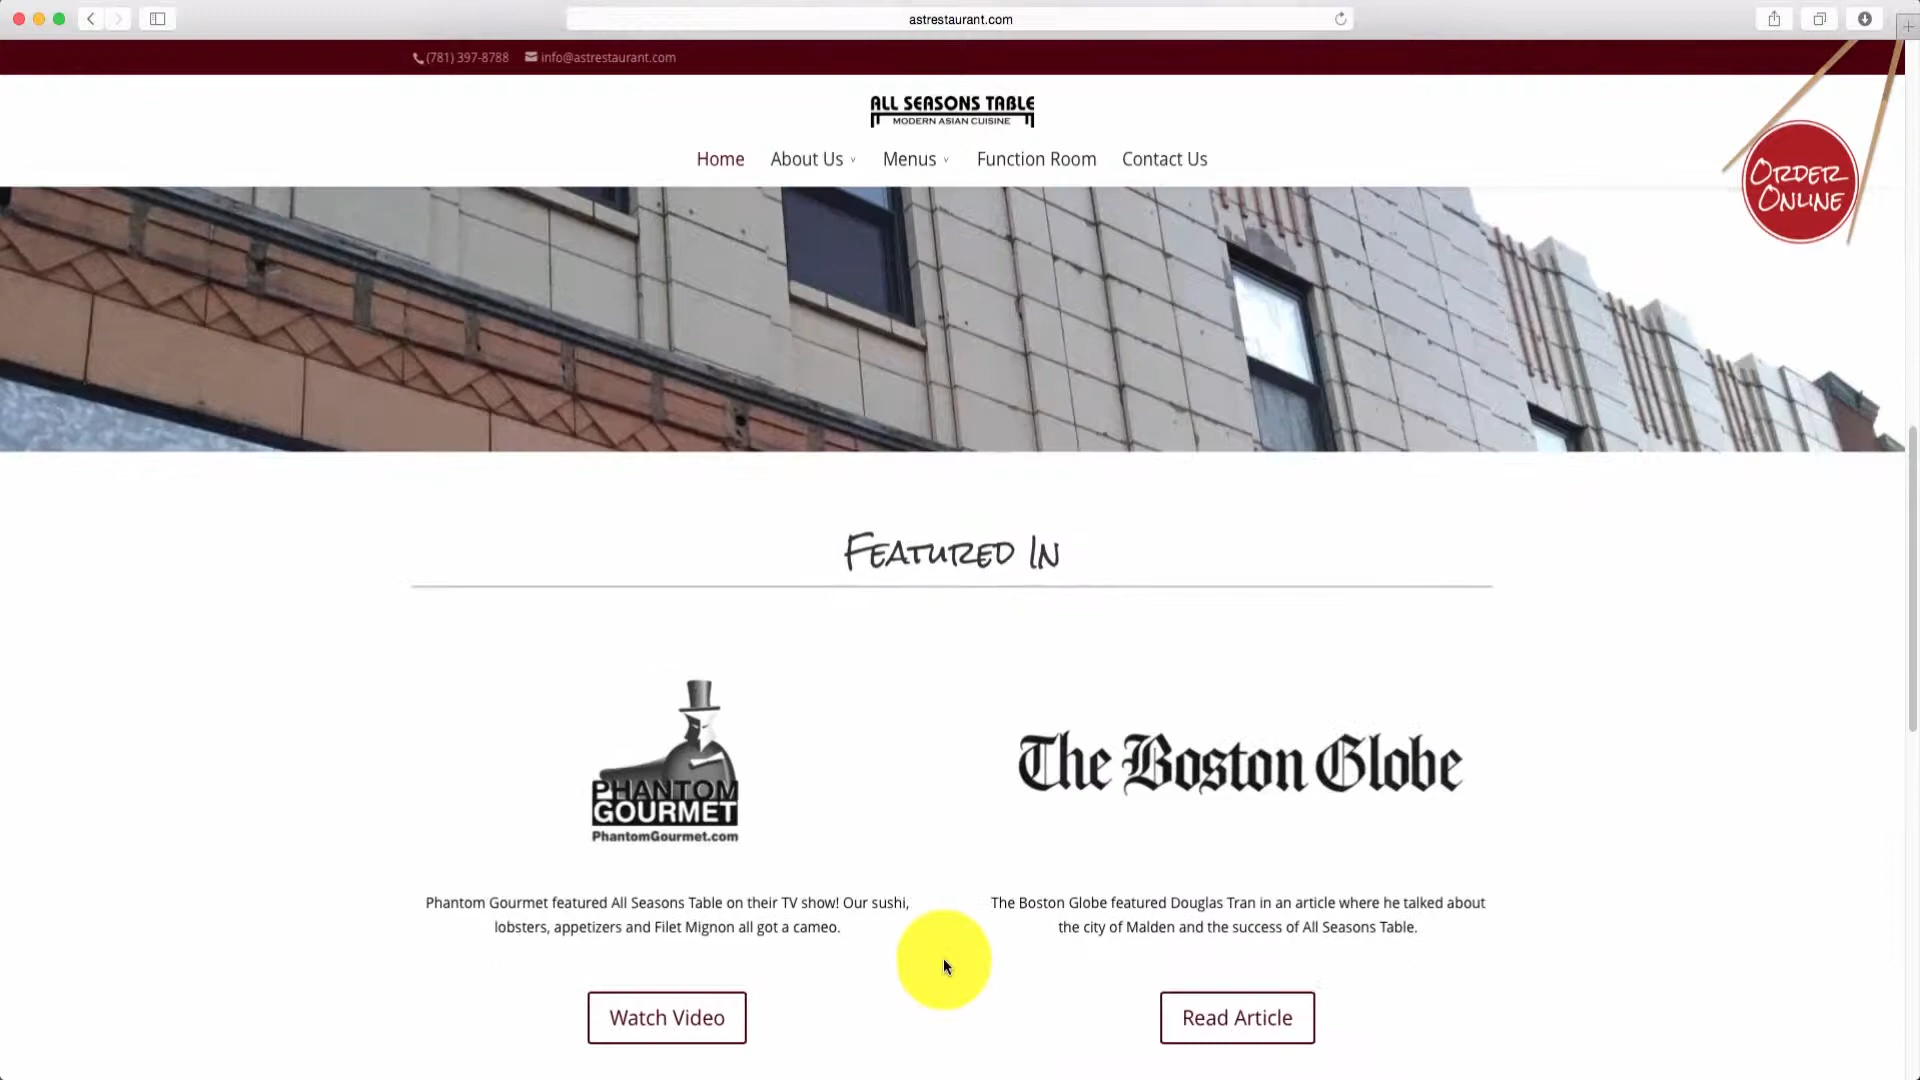 astrestaurant.com
(781) 397-8788 info@astrestaurant.com
ALL SEASONS TABLE
MODERN ASIAN CUISINE
Home About Us Menus Function Room Contact Us
ORDER
ONLINE
FEATURED IN
PHANTOM
GOURMET
PhantomGourmet.com
The Boston Globe
Phantom Gourmet featured All Seasons Table on their TV show! Our sushi,
lobsters, appetizers and Filet Mignon all got a cameo.
The Boston Globe featured Douglas Tran in an article where he talked about
the city of Malden and the success of All Seasons Table.
Watch Video
Read Article